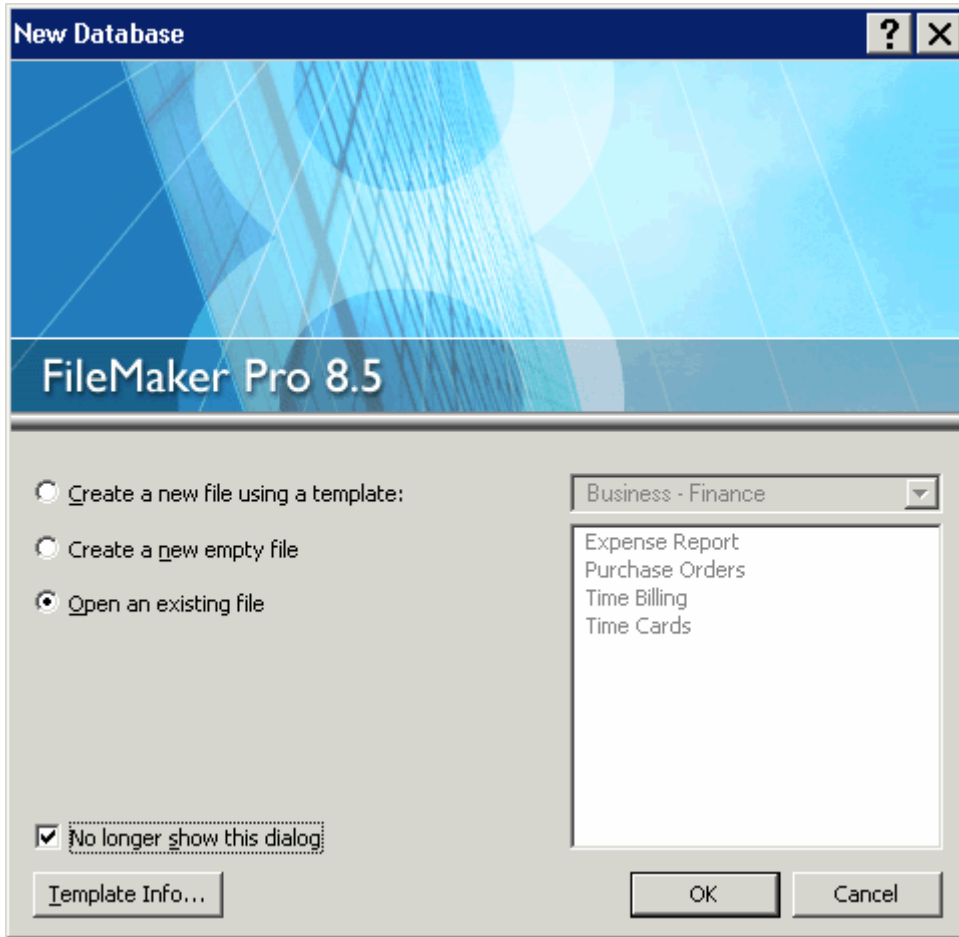 New Database
FileMaker Pro 8.5
Create a new file using a template:
Business - Finance
Create a new empty file
Open an existing file
Expense Report
Purchase Orders
Time Billing
Time Cards
No longer show this dialog
Template Info...
OK
Cancel